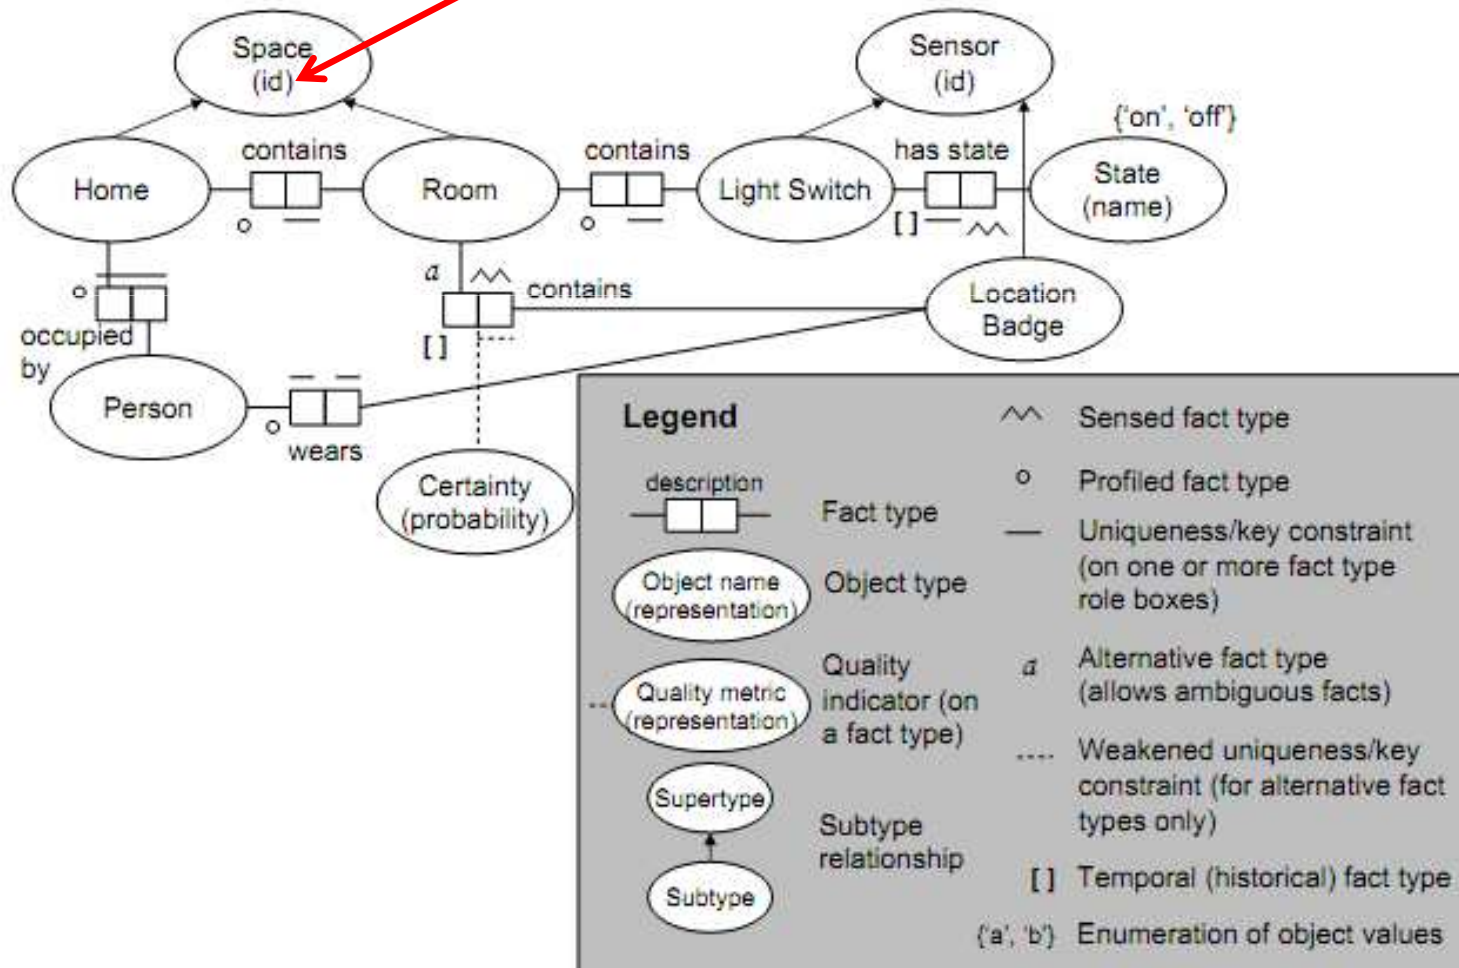 Space
(id)
Sensor
(id)
{'on', 'off'}
Home
contains
Room
contains
Light Switch
has state
State
(name)
[ ]
a
contains
[ ]
Location
Badge
occupied
by
Person
wears
Certainty
(probability)
Legend
description
Fact type
Object name
(representation)
Object type
Quality metric
(representation)
Quality
indicator (on
a fact type)
Supertype
Subtype
Subtype
relationship
Sensed fact type
Profiled fact type
Uniqueness/key constraint
(on one or more fact type
role boxes)
a Alternative fact type
(allows ambiguous facts)
Weakened uniqueness/key
constraint (for alternative fact
types only)
[ ] Temporal (historical) fact type
{'a', 'b'} Enumeration of object values